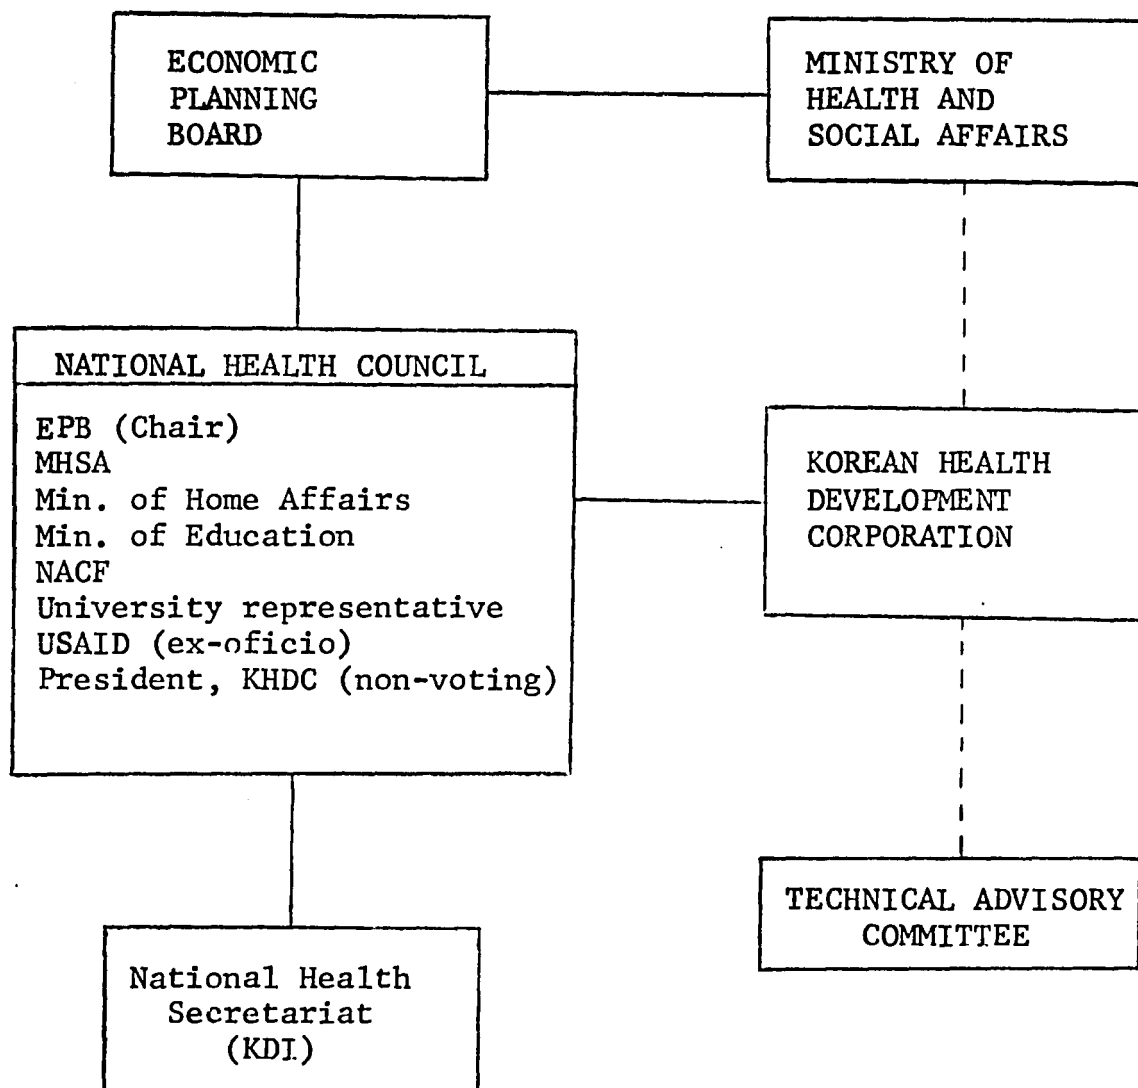 ECONOMIC
PLANNING
BOARD
MINISTRY OF
HEALTH AND
SOCIAL AFFAIRS
NATIONAL HEALTH COUNCIL
EPB (Chair)
MHSA
Min. of Home Affairs
Min. of Education
NACF
University representative
USAID (ex-oficio)
President, KHDC (non-voting)
KOREAN HEALTH
DEVELOPMENT
CORPORATION
TECHNICAL ADVISORY
COMMITTEE
National Health
Secretariat
(KDI)